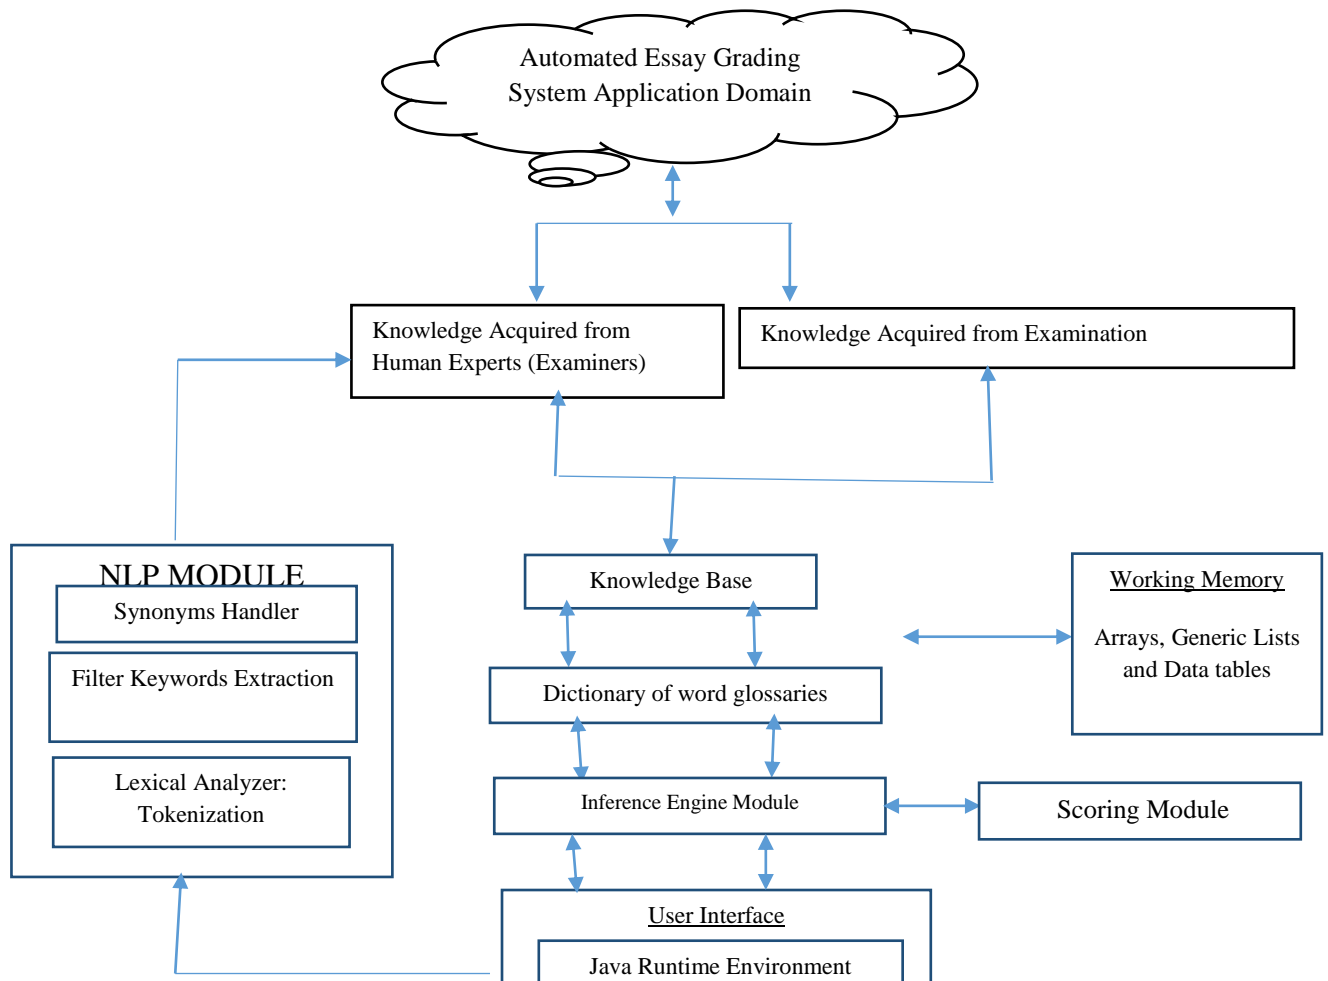 Automated Essay Grading
System Application Domain
Knowledge Acquired from
Human Experts (Examiners)
Knowledge Acquired from Examination
NLP MODULE
Synonyms Handler
Filter Keywords Extraction
Lexical Analyzer:
Tokenization
Knowledge Base
Dictionary of word glossaries
Inference Engine Module
Working Memory
Arrays, Generic Lists
and Data tables
Scoring Module
User Interface
Java Runtime Environment